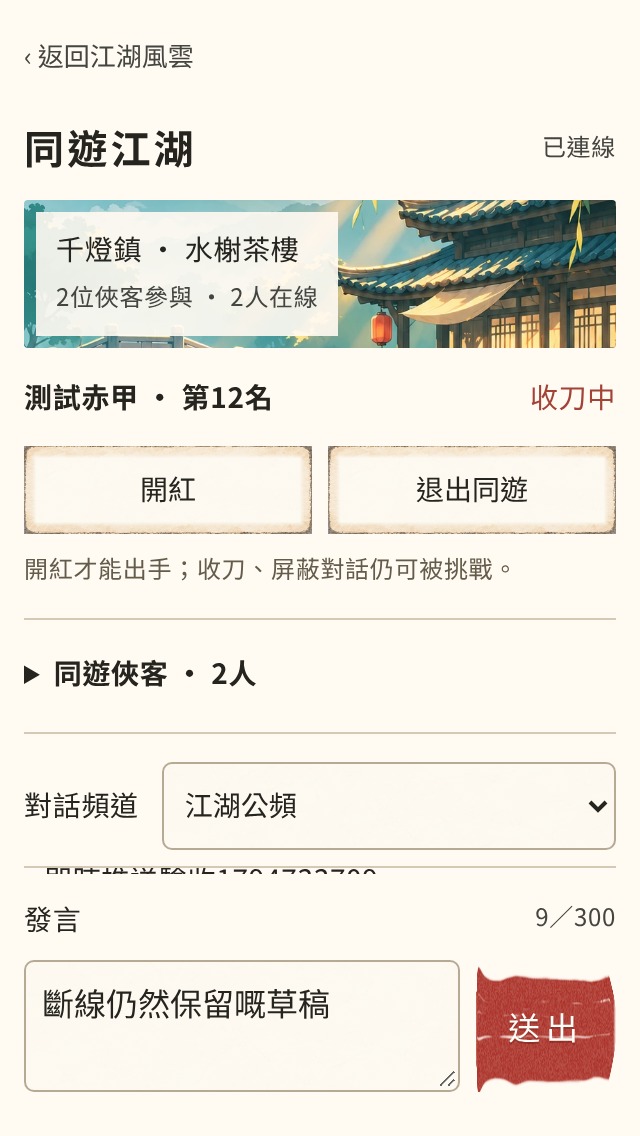 ‹ 返回江湖風雲
同遊江湖
已連線
千燈鎮 · 水榭茶樓
2位俠客參與 · 2人在線
測試赤甲 · 第12名
收刀中
開紅
退出同遊
開紅才能出手；收刀、屏蔽對話仍可被挑戰。
▶ 同遊俠客 · 2人
對話頻道
江湖公頻
發言
9／300
斷線仍然保留嘅草稿
送出